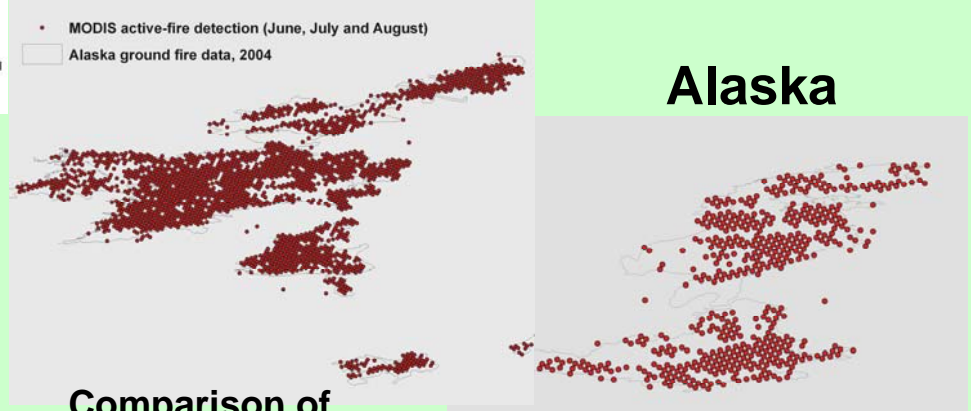 MODIS active-fire detection (June, July and August)
Alaska ground fire data, 2004
Alaska
Comparison of